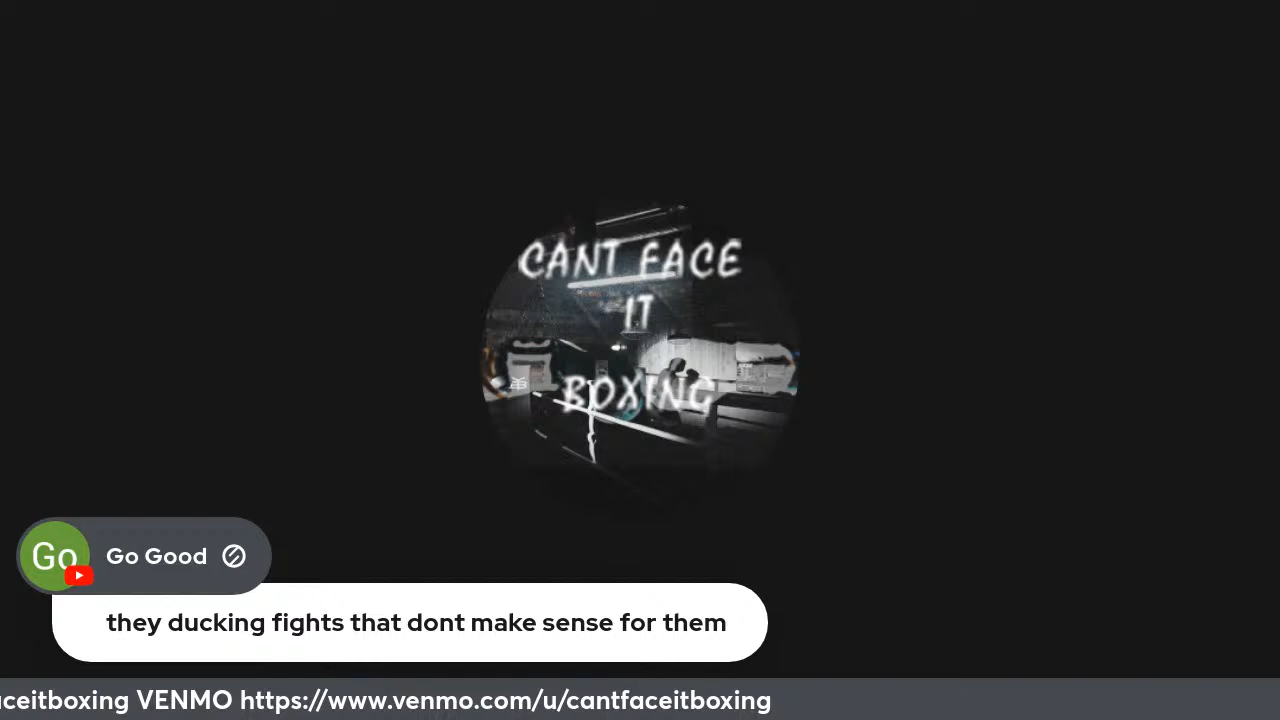 CANT FACE
IT
BOXING
Go Go Good
they ducking fights that dont make sense for them
aceitboxing VENMO https://www.venmo.com/u/cantfaceitboxing